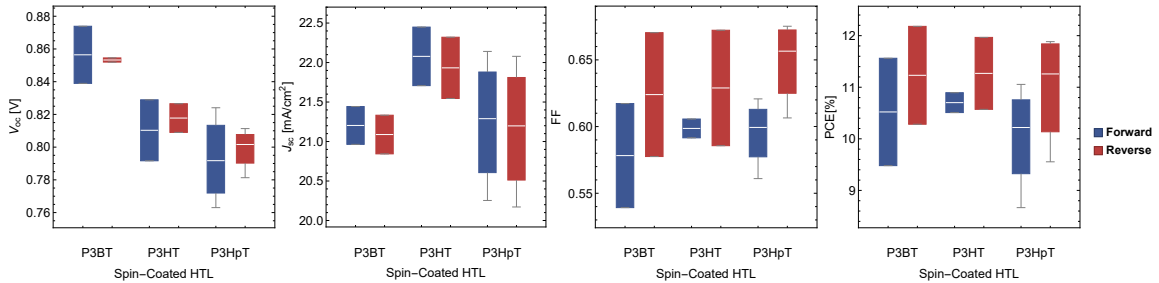 0.88
0.86
0.84
0.82
0.80
0.78
0.76
Voc [V]
P3BT P3HT P3HpT
Spin-Coated HTL
22.5
22.0
21.5
21.0
20.5
20.0
Jsc [mA/cm²]
P3BT P3HT P3HpT
Spin-Coated HTL
0.65
0.60
0.55
FF
P3BT P3HT P3HpT
Spin-Coated HTL
12
11
10
9
PCE[%]
P3BT P3HT P3HpT
Spin-Coated HTL
Forward
Reverse